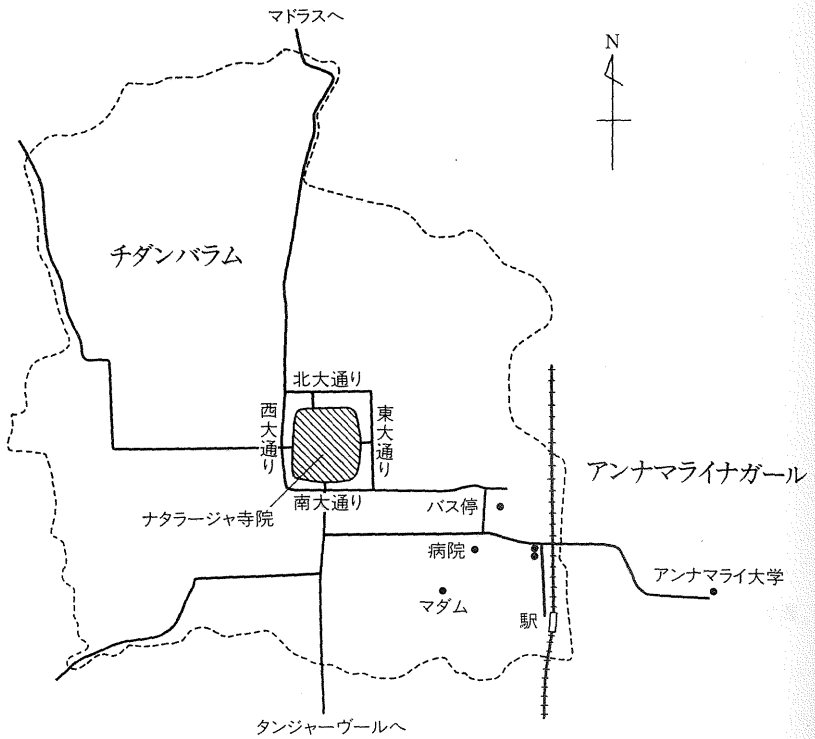 マドラスへ
N
チダンバラム
北大通り
西大通り
東大通り
アンナマライナガール
南大通り
バス停
ナタラージャ寺院
病院
アンナマライ大学
マダム
駅
タンジャーヴールへ